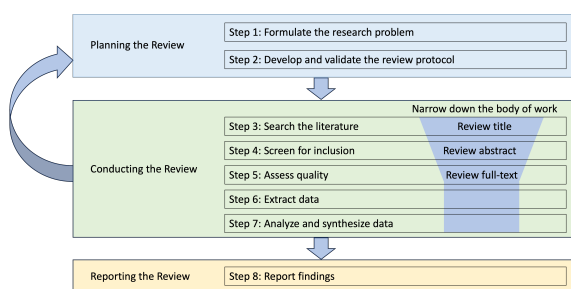 Planning the Review
Step 1: Formulate the research problem
Step 2: Develop and validate the review protocol
Conducting the Review
Narrow down the body of work
Step 3: Search the literature
Review title
Step 4: Screen for inclusion
Review abstract
Step 5: Assess quality
Review full-text
Step 6: Extract data
Step 7: Analyze and synthesize data
Reporting the Review
Step 8: Report findings